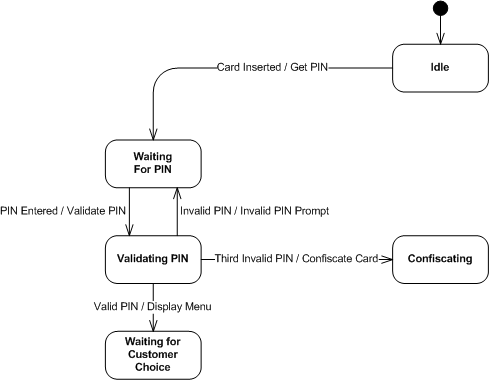 Idle
Card Inserted / Get PIN
Waiting
For PIN
PIN Entered / Validate PIN
Invalid PIN / Invalid PIN Prompt
Validating PIN
Third Invalid PIN / Confiscate Card
Confiscating
Valid PIN / Display Menu
Waiting for
Customer
Choice